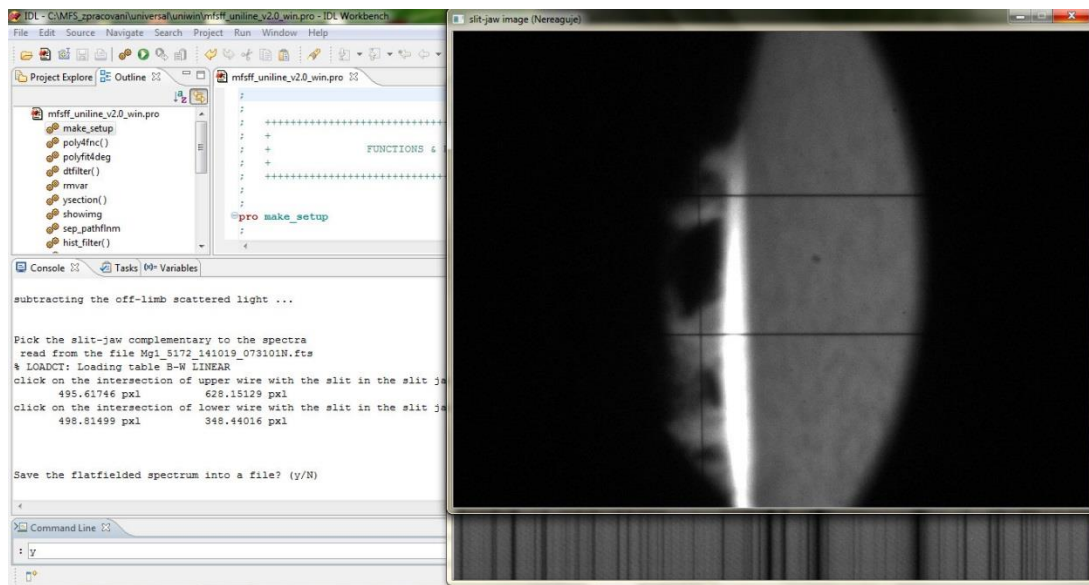 IDL - C:\MFS_zpracovani\universal\uniwin\mfsff_uniline_v2.0_win.pro - IDL Workbench
File Edit Source Navigate Search Project Run Window Help
Project Explore Outline
mfsff_uniline_v2.0_win.pro
make_setup
poly4fnc()
polyfit4deg
dtfilter()
rmvar
ysection()
showimg
sep_pathflnm
hist_filter()
mfsff_uniline_v2.0_win.pro
;
;
; ++++++++++++++++++++++++++++++
; +
; + FUNCTIONS &
; +
; ++++++++++++++++++++++++++++++
;
;
pro make_setup
;
Console Tasks (x)= Variables
subtracting the off-limb scattered light ...
Pick the slit-jaw complementary to the spectra
read from the file Mg1_5172_141019_073101N.fts
% LOADCT: Loading table B-W LINEAR
click on the intersection of upper wire with the slit in the slit ja
495.61746 pxl 628.15129 pxl
click on the intersection of lower wire with the slit in the slit ja
498.81499 pxl 348.44016 pxl
Save the flatfielded spectrum into a file? (y/N)
Command Line
: y
slit-jaw image (Nereaguje)